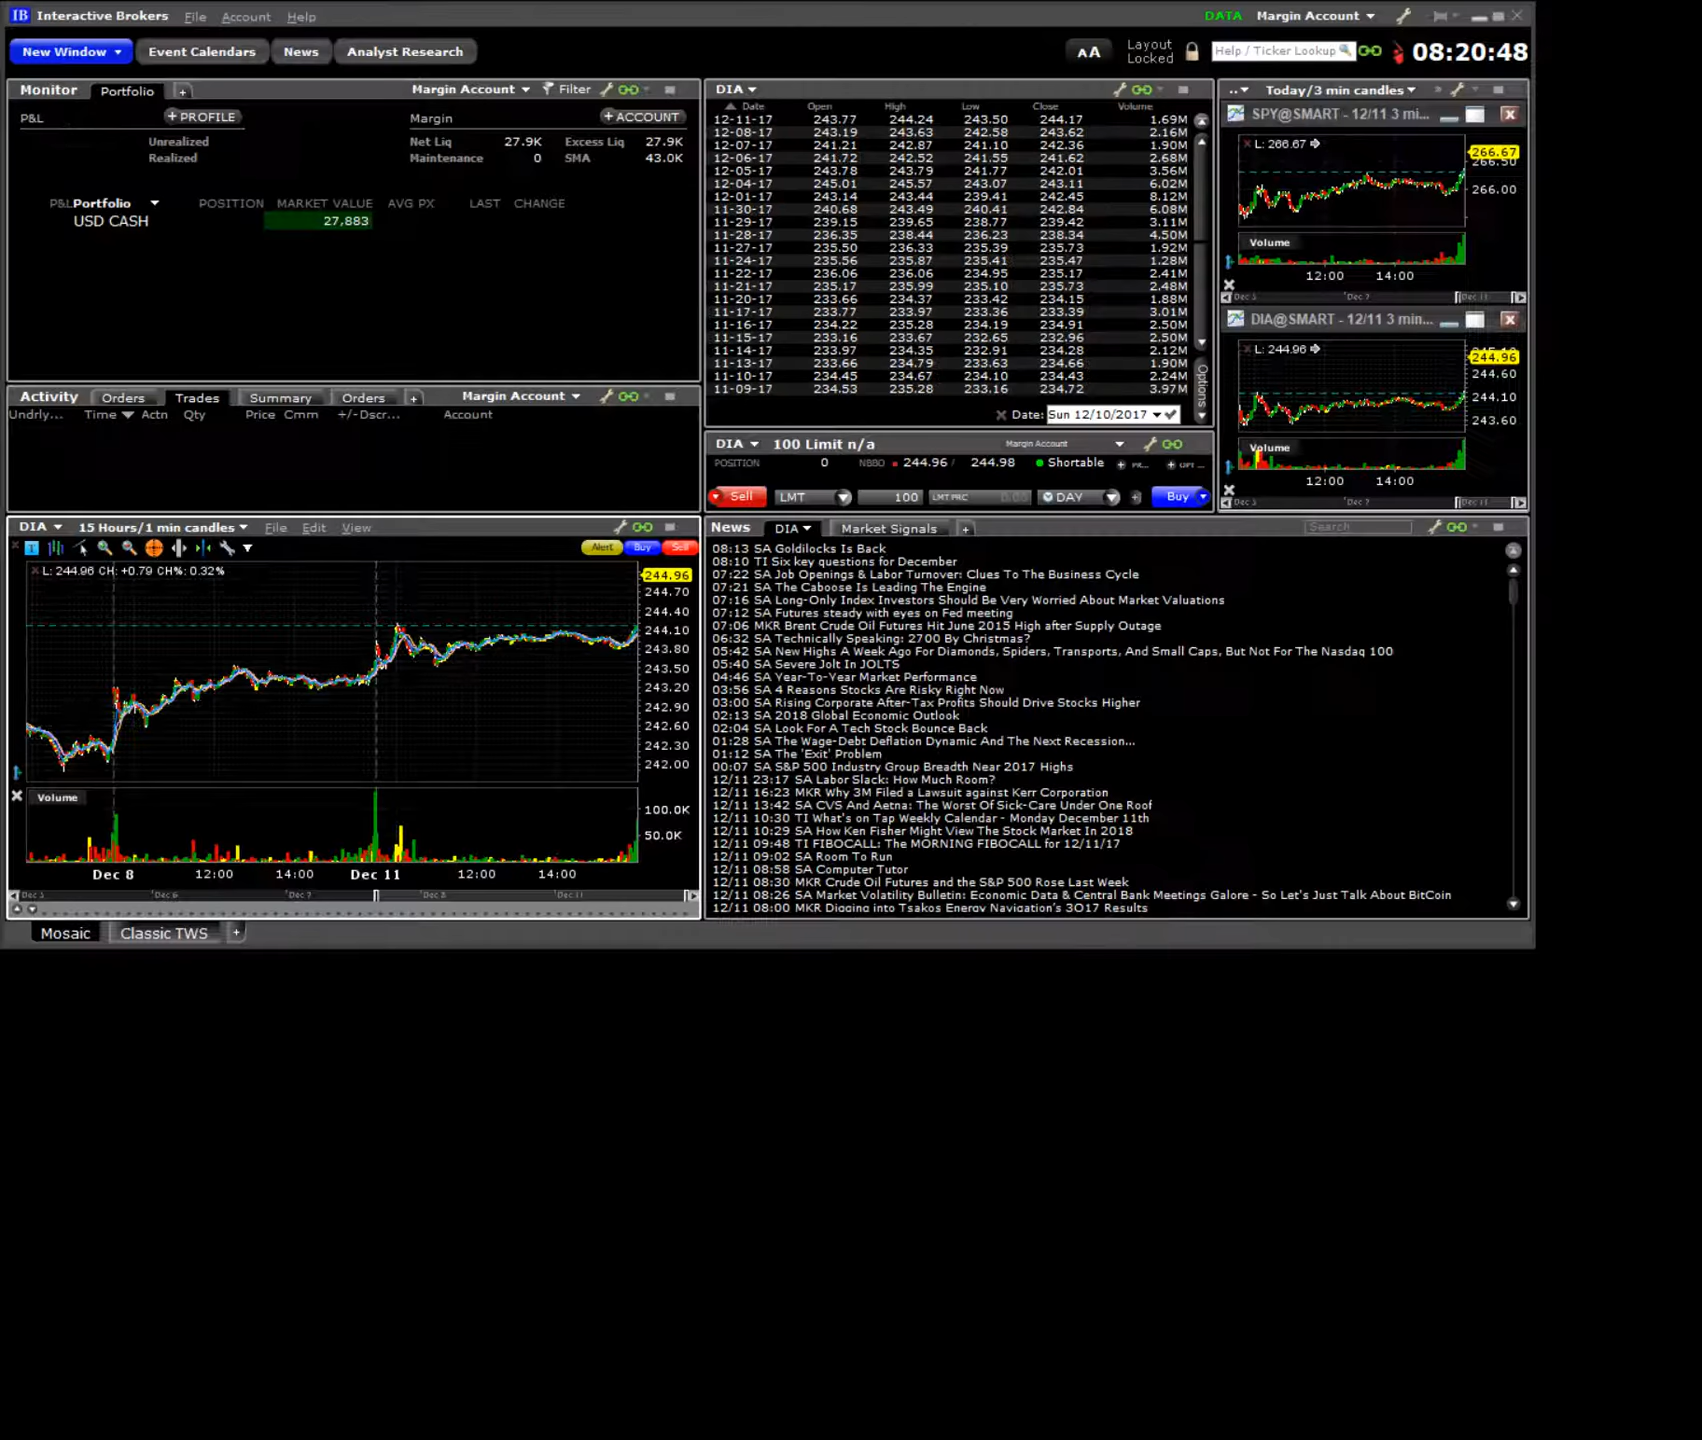 IB Interactive Brokers File Account Help DATA Margin Account
New Window Event Calendars News Analyst Research AA Layout Locked Help / Ticker Lookup 08:20:48
Monitor Portfolio + Margin Account Filter
P&L + PROFILE Margin + ACCOUNT
Unrealized Net Liq 27.9K Excess Liq 27.9K
Realized Maintenance 0 SMA 43.0K
P&L Portfolio POSITION MARKET VALUE AVG PX LAST CHANGE
USD CASH 27,883
Activity Orders Trades Summary Orders + Margin Account
Undrly... Time Actn Qty Price Cmm +/-Dscr... Account
DIA
Date Open High Low Close Volume
12-11-17 243.77 244.24 243.50 244.17 1.69M
12-08-17 243.19 243.63 242.58 243.62 2.16M
12-07-17 241.21 242.87 241.10 242.36 1.90M
12-06-17 241.72 242.52 241.55 241.62 2.68M
12-05-17 243.78 243.79 241.77 242.01 3.56M
12-04-17 245.01 245.57 243.07 243.11 6.02M
12-01-17 243.14 243.44 239.41 242.45 8.12M
11-30-17 240.68 243.49 240.41 242.84 6.08M
11-29-17 239.15 239.65 238.77 239.42 3.11M
11-28-17 236.35 238.44 236.23 238.34 4.50M
11-27-17 235.50 236.33 235.39 235.73 1.92M
11-24-17 235.56 235.87 235.41 235.47 1.28M
11-22-17 236.06 236.06 234.95 235.17 2.41M
11-21-17 235.17 235.99 235.10 235.73 2.48M
11-20-17 233.66 234.37 233.42 234.15 1.88M
11-17-17 233.77 233.97 233.36 233.39 3.01M
11-16-17 234.22 235.28 234.19 234.91 2.50M
11-15-17 233.16 233.67 232.65 232.96 2.50M
11-14-17 233.97 234.35 232.91 234.28 2.12M
11-13-17 233.66 234.79 233.63 234.66 1.90M
11-10-17 234.45 234.67 234.10 234.43 2.24M
11-09-17 234.53 235.28 233.16 234.72 3.97M
Options
Date: Sun 12/10/2017
DIA 100 Limit n/a Margin Account
POSITION 0 NBBO 244.96 / 244.98 Shortable
Sell LMT 100 LMT PRC 0.00 DAY Buy
.. Today/3 min candles
SPY@SMART - 12/11 3 mi...
L: 266.67
266.67
266.50
266.00
Volume
12:00 14:00
Dec 5 Dec 7 Dec 11
DIA@SMART - 12/11 3 min...
L: 244.96
244.96
244.60
244.10
243.60
Volume
12:00 14:00
Dec 5 Dec 7 Dec 11
DIA 15 Hours/1 min candles File Edit View
Alert Buy Sell
L: 244.96 CH: +0.79 CH%: 0.32%
244.96
244.70
244.40
244.10
243.80
243.50
243.20
242.90
242.60
242.30
242.00
Volume
100.0K
50.0K
Dec 8 12:00 14:00 Dec 11 12:00 14:00
Dec 5 Dec 6 Dec 7 Dec 8 Dec 11
News DIA Market Signals + Search
08:13 SA Goldilocks Is Back
08:10 TI Six key questions for December
07:22 SA Job Openings & Labor Turnover: Clues To The Business Cycle
07:21 SA The Caboose Is Leading The Engine
07:16 SA Long-Only Index Investors Should Be Very Worried About Market Valuations
07:12 SA Futures steady with eyes on Fed meeting
07:06 MKR Brent Crude Oil Futures Hit June 2015 High after Supply Outage
06:32 SA Technically Speaking: 2700 By Christmas?
05:42 SA New Highs A Week Ago For Diamonds, Spiders, Transports, And Small Caps, But Not For The Nasdaq 100
05:40 SA Severe Jolt In JOLTS
04:46 SA Year-To-Year Market Performance
03:56 SA 4 Reasons Stocks Are Risky Right Now
03:00 SA Rising Corporate After-Tax Profits Should Drive Stocks Higher
02:13 SA 2018 Global Economic Outlook
02:04 SA Look For A Tech Stock Bounce Back
01:28 SA The Wage-Debt Deflation Dynamic And The Next Recession...
01:12 SA The 'Exit' Problem
00:07 SA S&P 500 Industry Group Breadth Near 2017 Highs
12/11 23:17 SA Labor Slack: How Much Room?
12/11 16:23 MKR Why 3M Filed a Lawsuit against Kerr Corporation
12/11 13:42 SA CVS And Aetna: The Worst Of Sick-Care Under One Roof
12/11 10:30 TI What's on Tap Weekly Calendar - Monday December 11th
12/11 10:29 SA How Ken Fisher Might View The Stock Market In 2018
12/11 09:48 TI FIBOCALL: The MORNING FIBOCALL for 12/11/17
12/11 09:02 SA Room To Run
12/11 08:58 SA Computer Tutor
12/11 08:30 MKR Crude Oil Futures and the S&P 500 Rose Last Week
12/11 08:26 SA Market Volatility Bulletin: Economic Data & Central Bank Meetings Galore - So Let's Just Talk About BitCoin
12/11 08:00 MKR Digging into Tsakos Energy Navigation's 3Q17 Results
Mosaic Classic TWS +